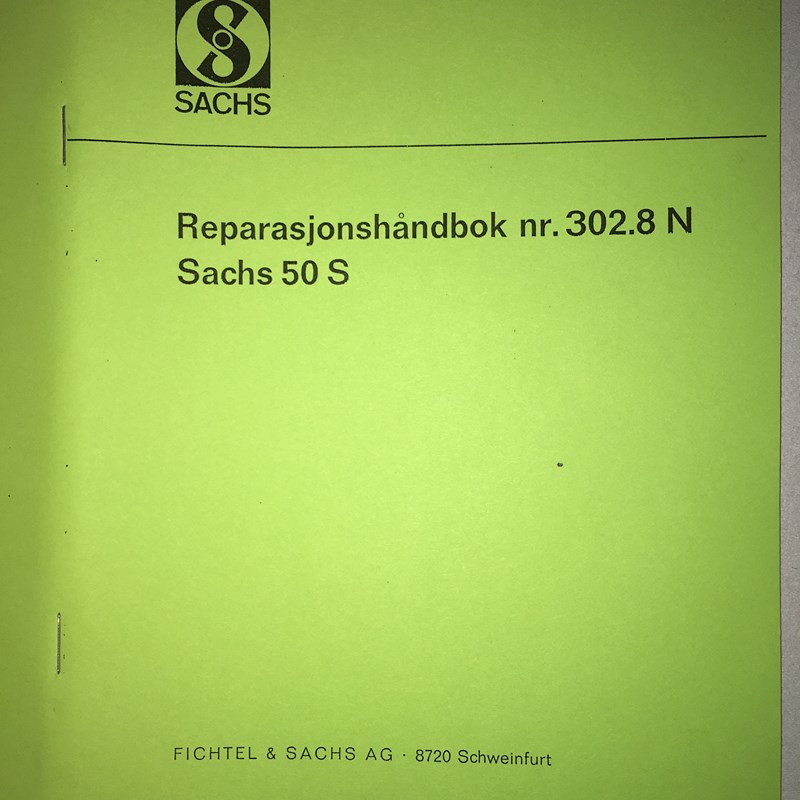 SACHS
Reparasjonshåndbok nr. 302.8 N
Sachs 50 S
FICHTEL & SACHS AG · 8720 Schweinfurt